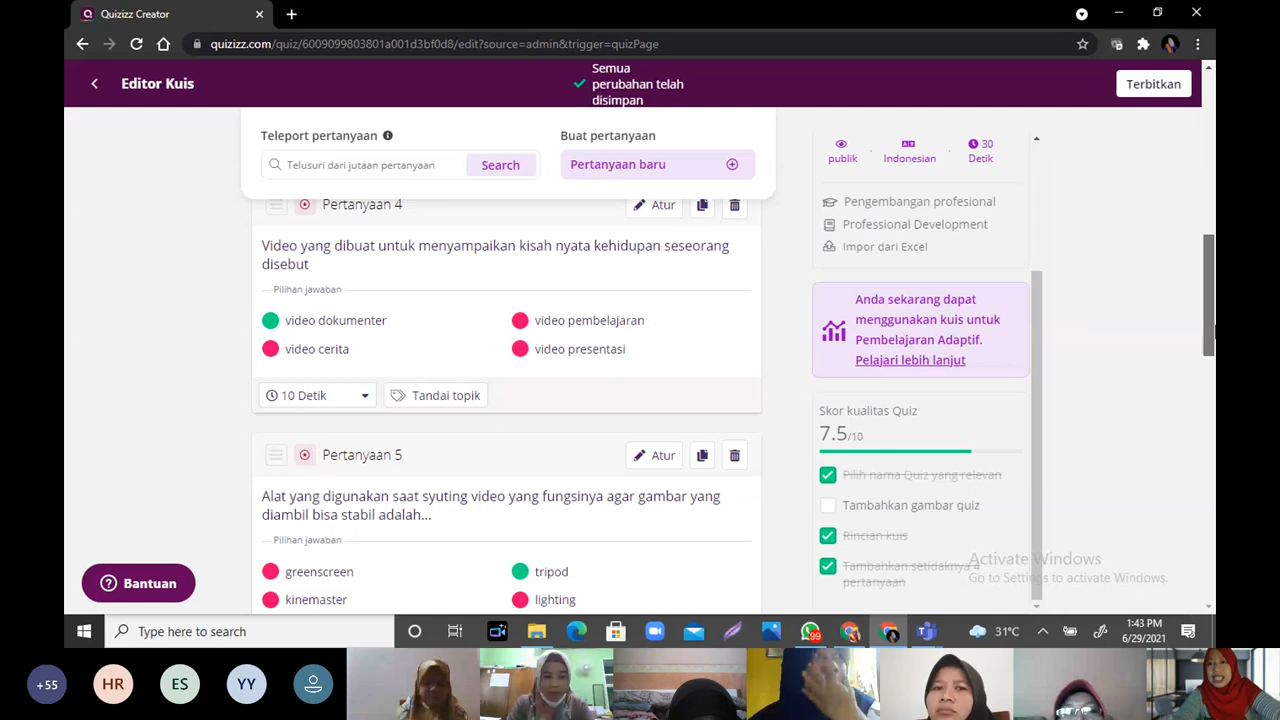 Quizizz Creator
quizizz.com/quiz/6009099803801a001d3bf0d8/edit?source=admin&trigger=quizPage
Editor Kuis
Semua
perubahan telah
disimpan
Terbitkan
Teleport pertanyaan
Buat pertanyaan
Telusuri dari jutaan pertanyaan
Search
Pertanyaan baru
Pertanyaan 4
Atur
Video yang dibuat untuk menyampaikan kisah nyata kehidupan seseorang
disebut
Pilihan jawaban
video dokumenter
video pembelajaran
video cerita
video presentasi
10 Detik
Tandai topik
Pertanyaan 5
Atur
Alat yang digunakan saat syuting video yang fungsinya agar gambar yang
diambil bisa stabil adalah...
Pilihan jawaban
greenscreen
tripod
kinemaster
lighting
publik
Indonesian
30
Detik
Pengembangan profesional
Professional Development
Impor dari Excel
Anda sekarang dapat
menggunakan kuis untuk
Pembelajaran Adaptif.
Pelajari lebih lanjut
Skor kualitas Quiz
7.5/10
Pilih nama Quiz yang relevan
Tambahkan gambar quiz
Rincian kuis
Tambahkan setidaknya 4
pertanyaan
Activate Windows
Go to Settings to activate Windows.
Bantuan
Type here to search
99
31°C
1:43 PM
6/29/2021
+55
HR
ES
YY